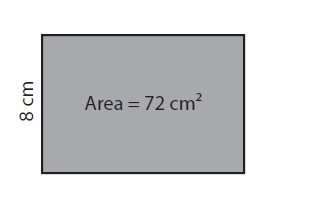 8 cm
Area = 72 cm²